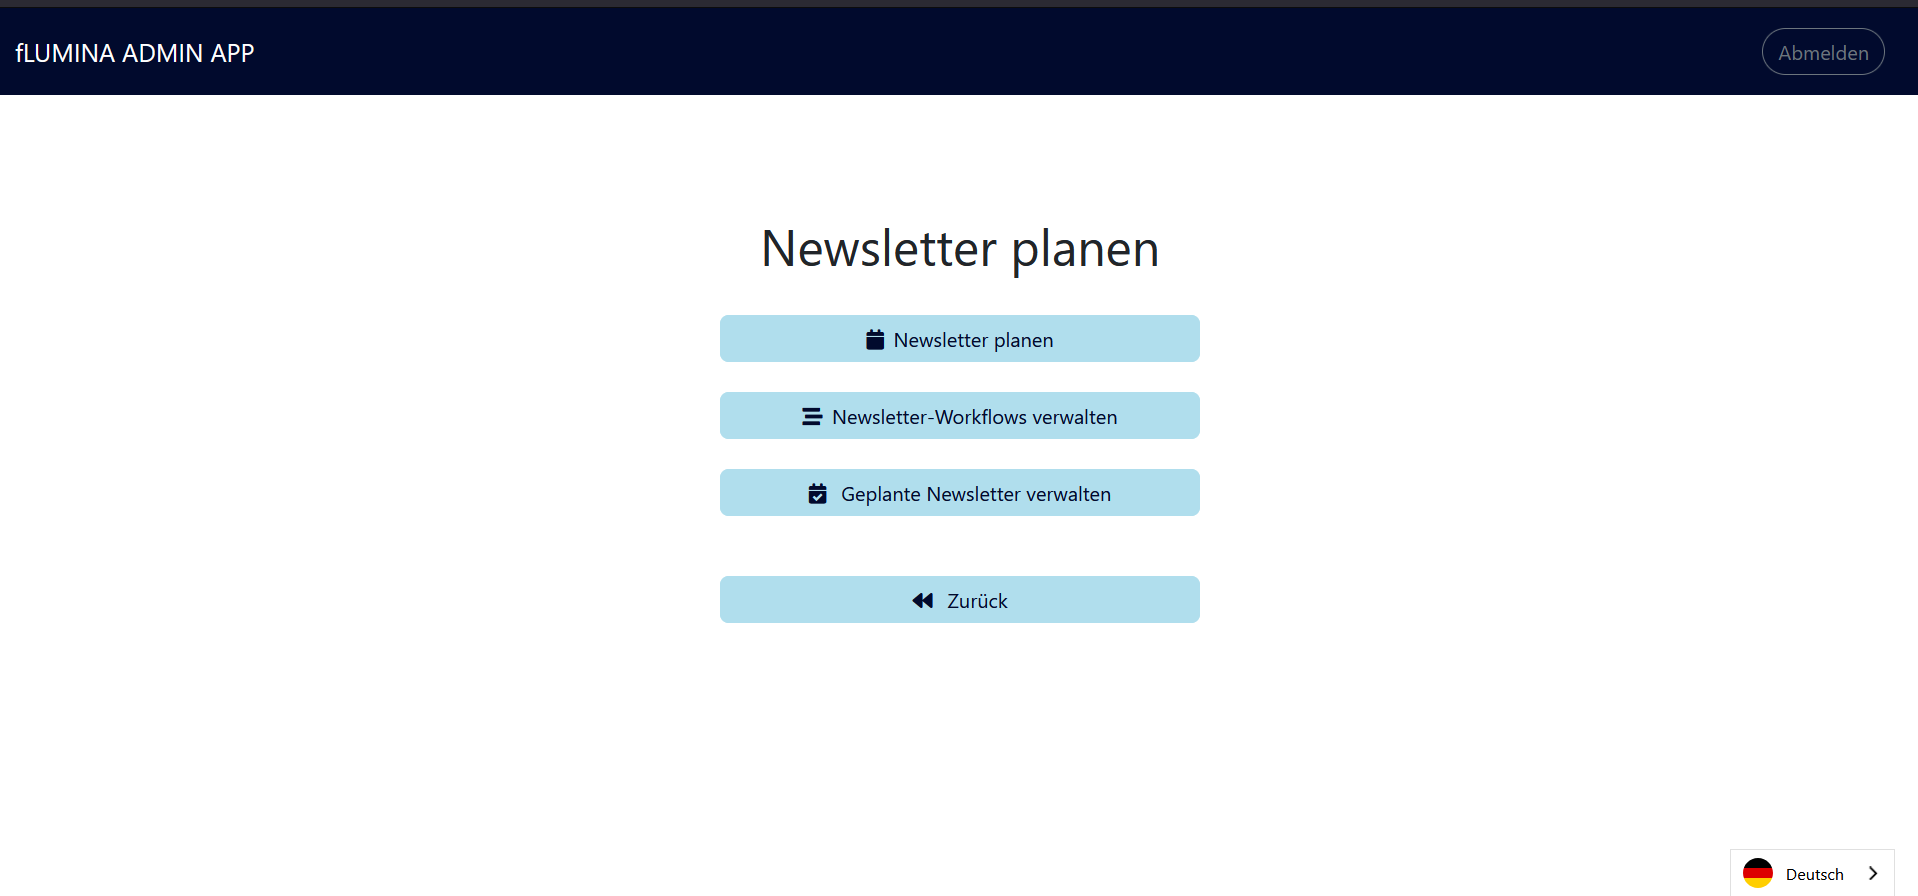 fLUMINA ADMIN APP
Abmelden
Newsletter planen
Newsletter planen
Newsletter-Workflows verwalten
Geplante Newsletter verwalten
Zurück
Deutsch